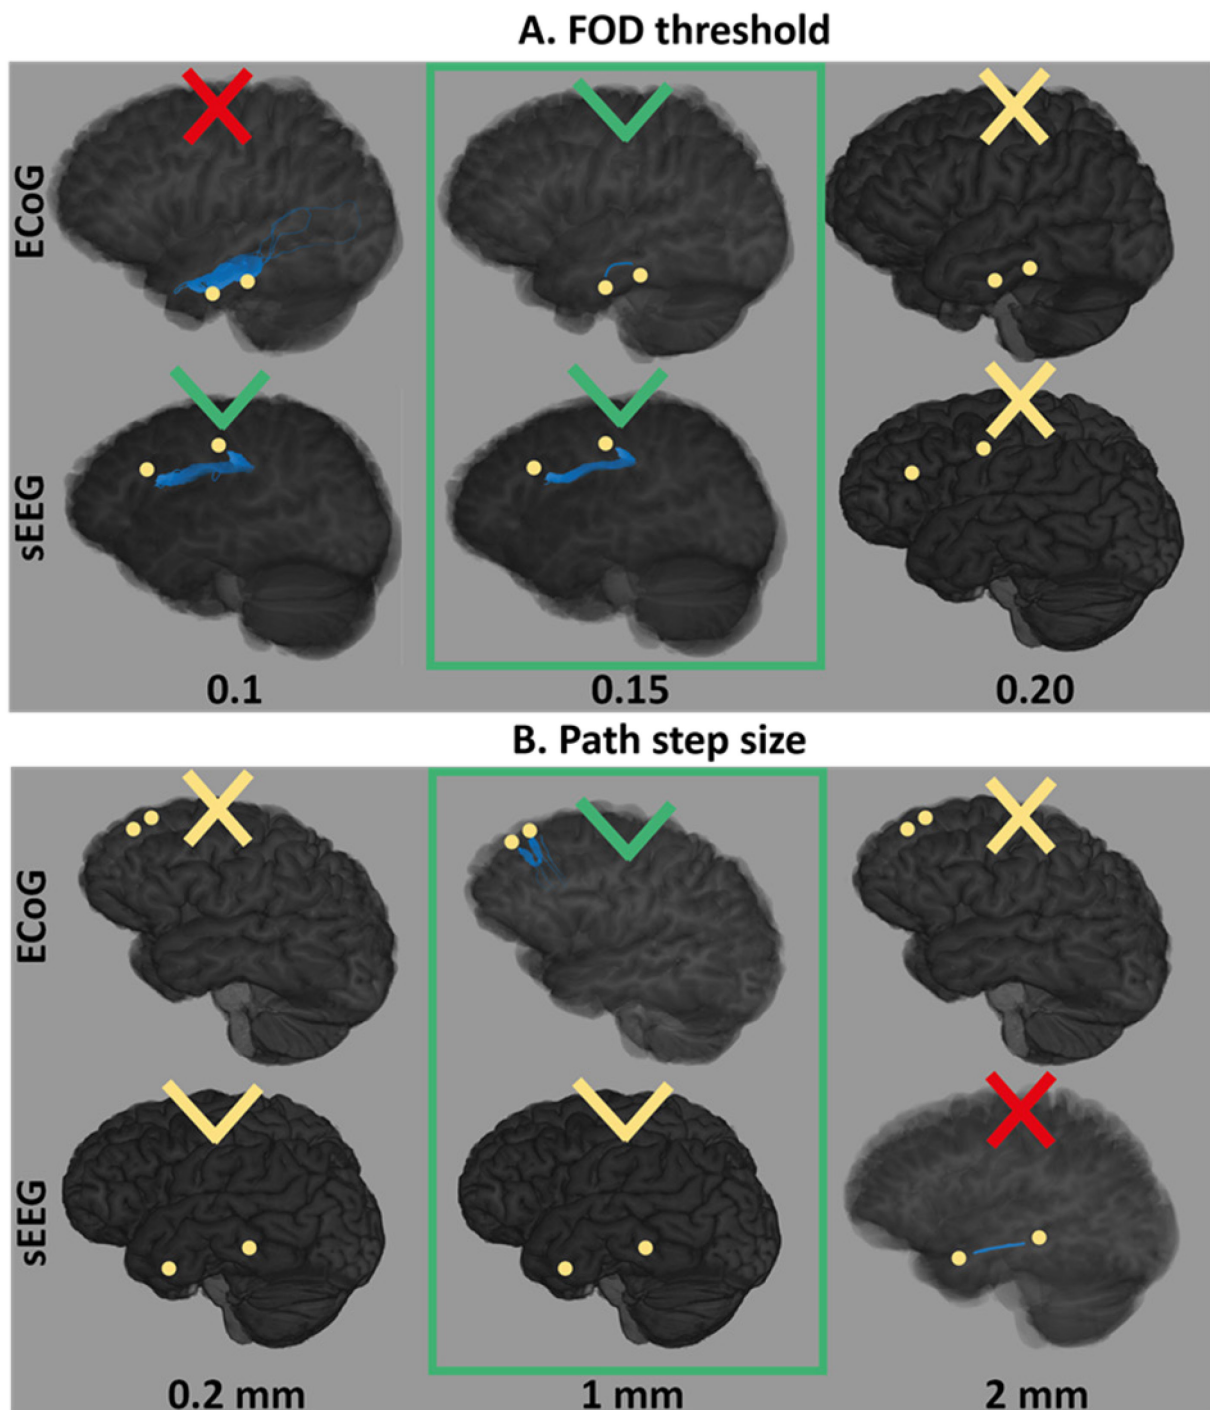 A. FOD threshold
ECoG
sEEG
0.1 0.15 0.20
B. Path step size
ECoG
sEEG
0.2 mm 1 mm 2 mm